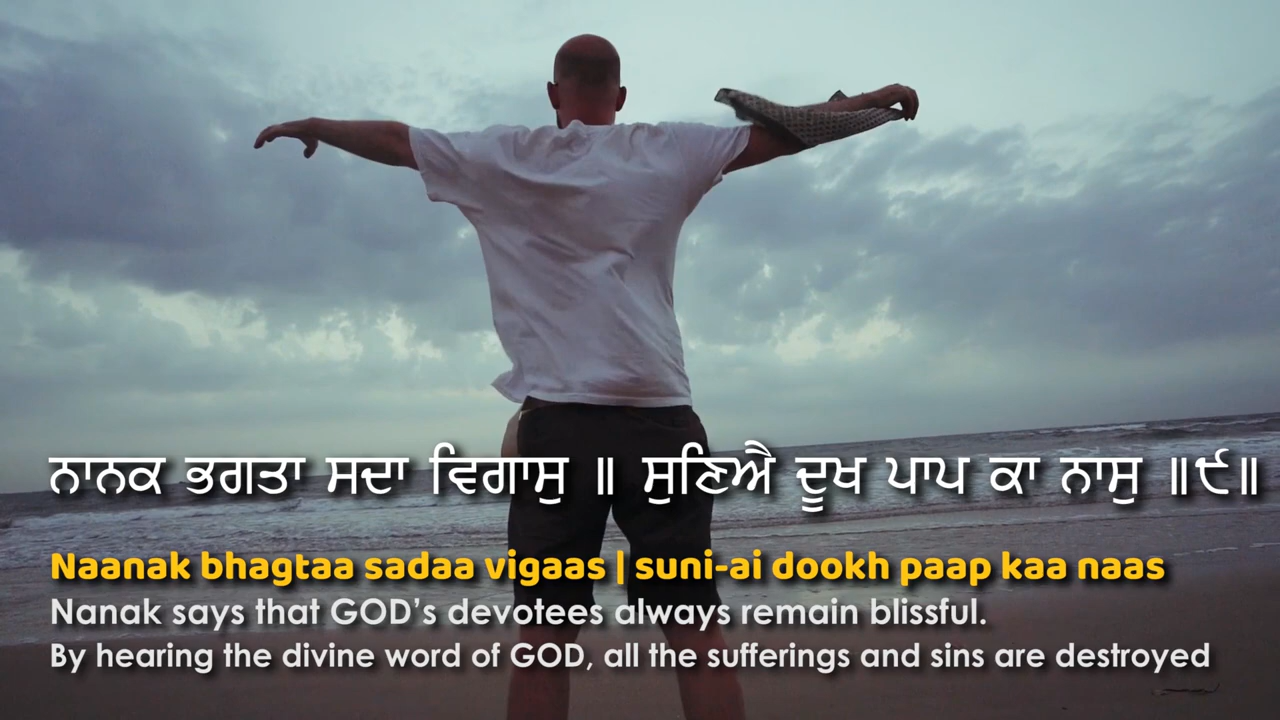 ਨਾਨਕ ਭਗਤਾ ਸਦਾ ਵਿਗਾਸੁ ॥ ਸੁਣਿਐ ਦੂਖ ਪਾਪ ਕਾ ਨਾਸੁ ॥੯॥
Naanak bhagtaa sadaa vigaas | suni-ai dookh paap kaa naas
Nanak says that GOD’s devotees always remain blissful.
By hearing the divine word of GOD, all the sufferings and sins are destroyed